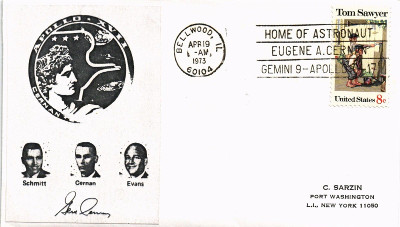 APOLLO XVII
CERNAN
Schmitt
Cernan
Evans
BELLWOOD, IL
APR 19
-AM
1973
60104
HOME OF ASTRONAUT
EUGENE A. CERNAN
GEMINI 9-APOLLO
17
Tom Sawyer
United States 8c
C. SARZIN
PORT WASHINGTON
L.I., NEW YORK 11050